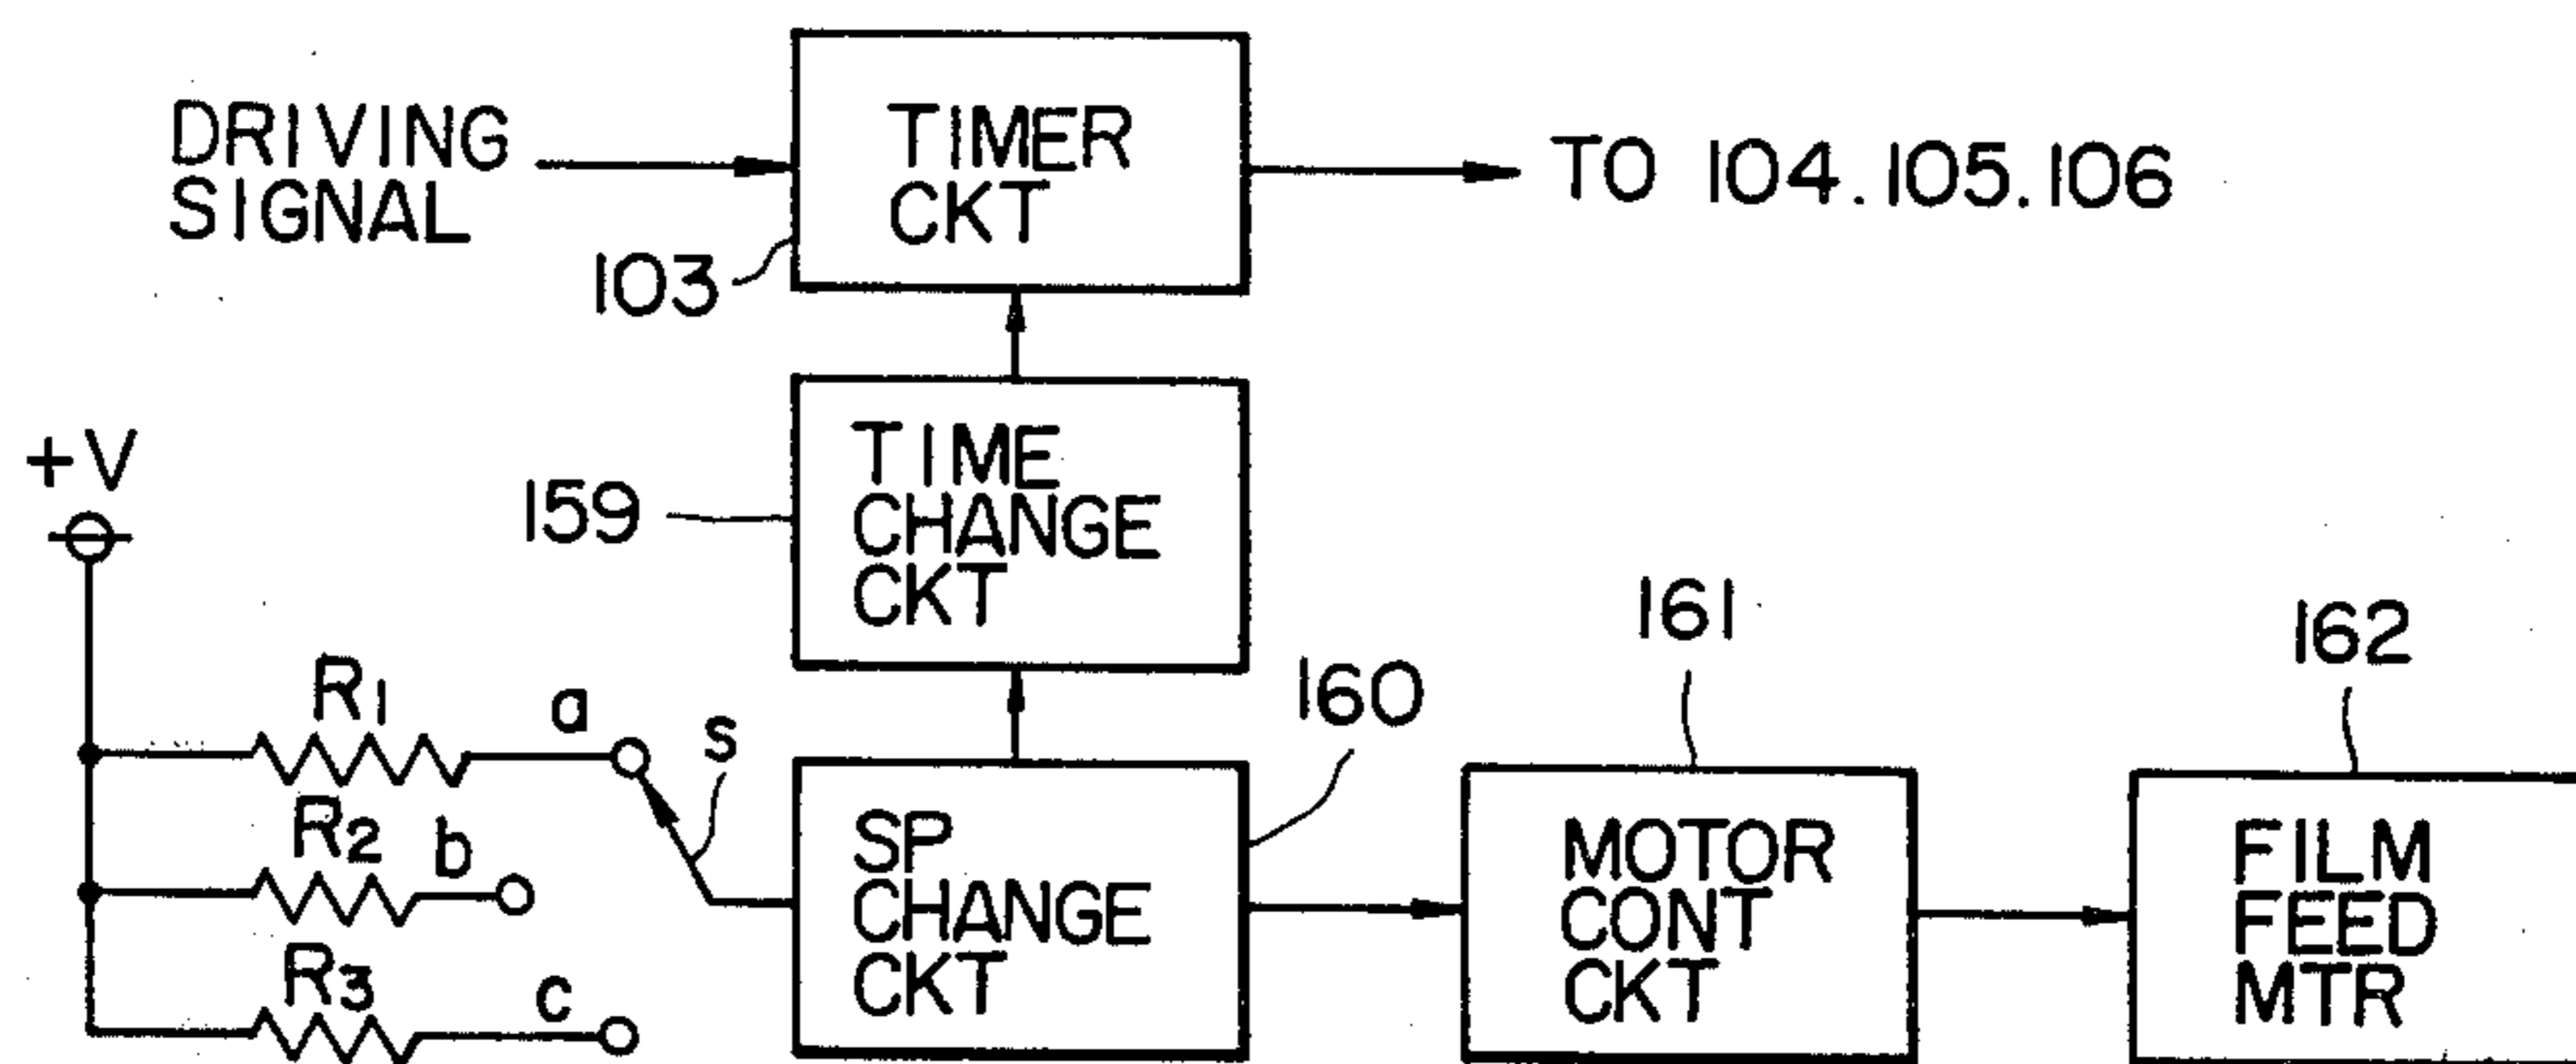 DRIVING
SIGNAL
TIMER
CKT
TO 104.105.106
103
TIME
CHANGE
CKT
159
+V
R1
a
s
R2
b
R3
c
SP
CHANGE
CKT
160
161
MOTOR
CONT
CKT
162
FILM
FEED
MTR